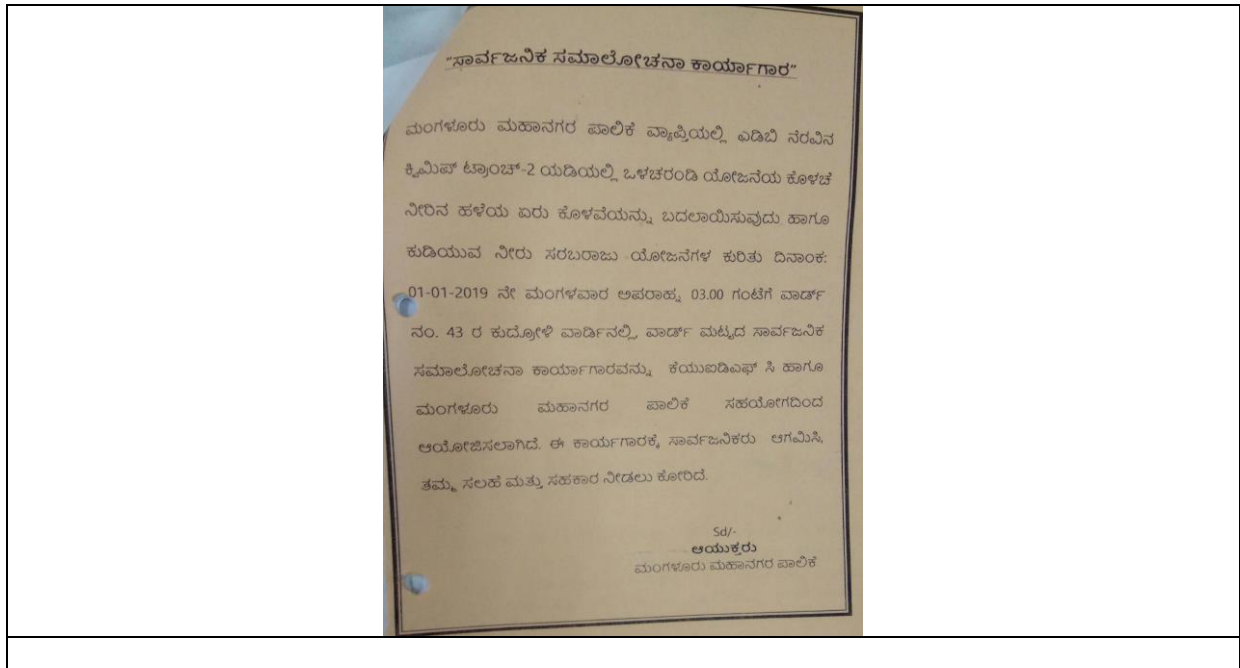 "ಸಾರ್ವಜನಿಕ ಸಮಾಲೋಚನಾ ಕಾರ್ಯಾಗಾರ"
ಮಂಗಳೂರು ಮಹಾನಗರ ಪಾಲಿಕೆ ವ್ಯಾಪ್ತಿಯಲ್ಲಿ ಎಡಿಬಿ ನೆರವಿನ
ಕ್ವಿಮಿಪ್ ಟ್ರಾಂಚ್-2 ಯಡಿಯಲ್ಲಿ ಒಳಚರಂಡಿ ಯೋಜನೆಯ ಕೊಳಚೆ
ನೀರಿನ ಹಳೆಯ ಏರು ಕೊಳವೆಯನ್ನು ಬದಲಾಯಿಸುವುದು ಹಾಗೂ
ಕುಡಿಯುವ ನೀರು ಸರಬರಾಜು ಯೋಜನೆಗಳ ಕುರಿತು ದಿನಾಂಕ:
01-01-2019 ನೇ ಮಂಗಳವಾರ ಅಪರಾಹ್ನ 03.00 ಗಂಟೆಗೆ ವಾರ್ಡ್
ನಂ. 43 ರ ಕುದ್ರೋಳಿ ವಾರ್ಡಿನಲ್ಲಿ ವಾರ್ಡ್ ಮಟ್ಟದ ಸಾರ್ವಜನಿಕ
ಸಮಾಲೋಚನಾ ಕಾರ್ಯಾಗಾರವನ್ನು ಕೆಯುಐಡಿಎಫ್ ಸಿ ಹಾಗೂ
ಮಂಗಳೂರು ಮಹಾನಗರ ಪಾಲಿಕೆ ಸಹಯೋಗದಿಂದ
ಆಯೋಜಿಸಲಾಗಿದೆ. ಈ ಕಾರ್ಯಗಾರಕ್ಕೆ ಸಾರ್ವಜನಿಕರು ಆಗಮಿಸಿ
ತಮ್ಮ ಸಲಹೆ ಮತ್ತು ಸಹಕಾರ ನೀಡಲು ಕೋರಿದೆ.
Sd/-
ಆಯುಕ್ತರು
ಮಂಗಳೂರು ಮಹಾನಗರ ಪಾಲಿಕೆ